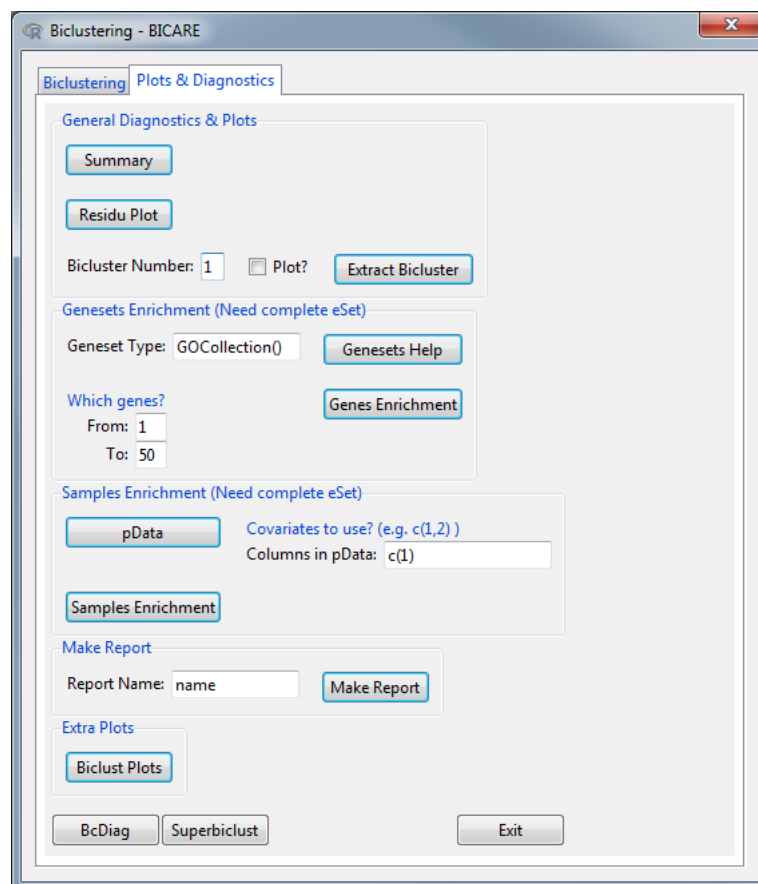 Biclustering - BICARE
Biclustering Plots & Diagnostics
General Diagnostics & Plots
Summary
Residu Plot
Bicluster Number: 1 Plot? Extract Bicluster
Genesets Enrichment (Need complete eSet)
Geneset Type: GOCollection() Genesets Help
Which genes? Genes Enrichment
From: 1
To: 50
Samples Enrichment (Need complete eSet)
pData Covariates to use? (e.g. c(1,2) )
Columns in pData: c(1)
Samples Enrichment
Make Report
Report Name: name Make Report
Extra Plots
Biclust Plots
BcDiag Superbiclust Exit